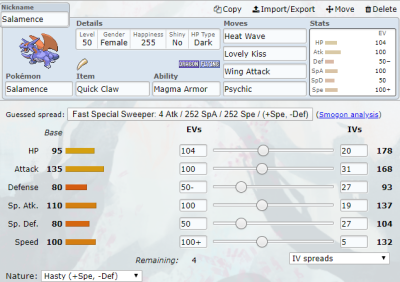 Nickname
Salamence
Copy Import/Export Move Delete
Details
Level Gender Happiness Shiny HP Type
50 Female 255 No Dark
DRAGON FLYING
Moves
Heat Wave
Lovely Kiss
Wing Attack
Psychic
Stats
EV
HP 104
Atk 100
Def 50-
SpA 100
SpD 50
Spe 100+
Pokémon Item Ability
Salamence Quick Claw Magma Armor
Guessed spread: Fast Special Sweeper: 4 Atk / 252 SpA / 252 Spe / (+Spe, -Def) (Smogon analysis)
Base EVs IVs
HP 95 104 20 178
Attack 135 100 31 168
Defense 80 50- 27 93
Sp. Atk. 110 100 19 137
Sp. Def. 80 50 27 104
Speed 100 100+ 5 132
Remaining: 4 IV spreads
Nature: Hasty (+Spe, -Def)